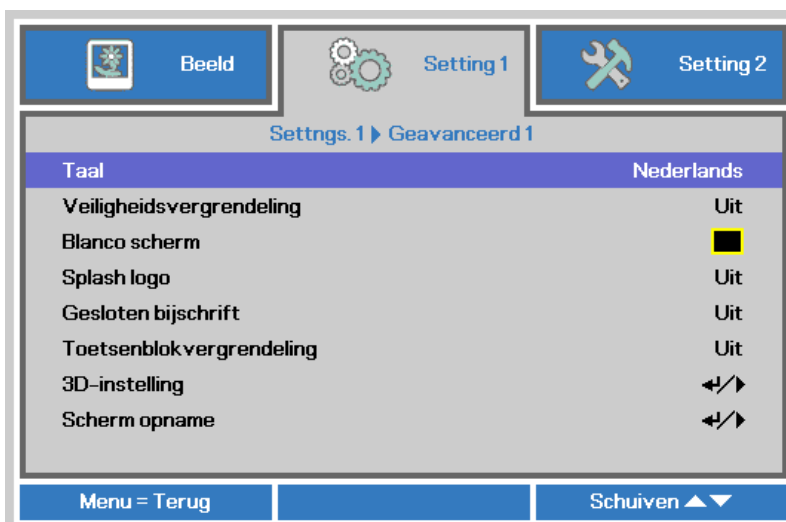 Beeld
Setting 1
Setting 2
Settngs. 1 ▶ Geavanceerd 1
Taal Nederlands
Veiligheidsvergrendeling Uit
Blanco scherm
Splash logo Uit
Gesloten bijschrift Uit
Toetsenblokvergrendeling Uit
3D-instelling ↵/▶
Scherm opname ↵/▶
Menu = Terug
Schuiven ▲▼